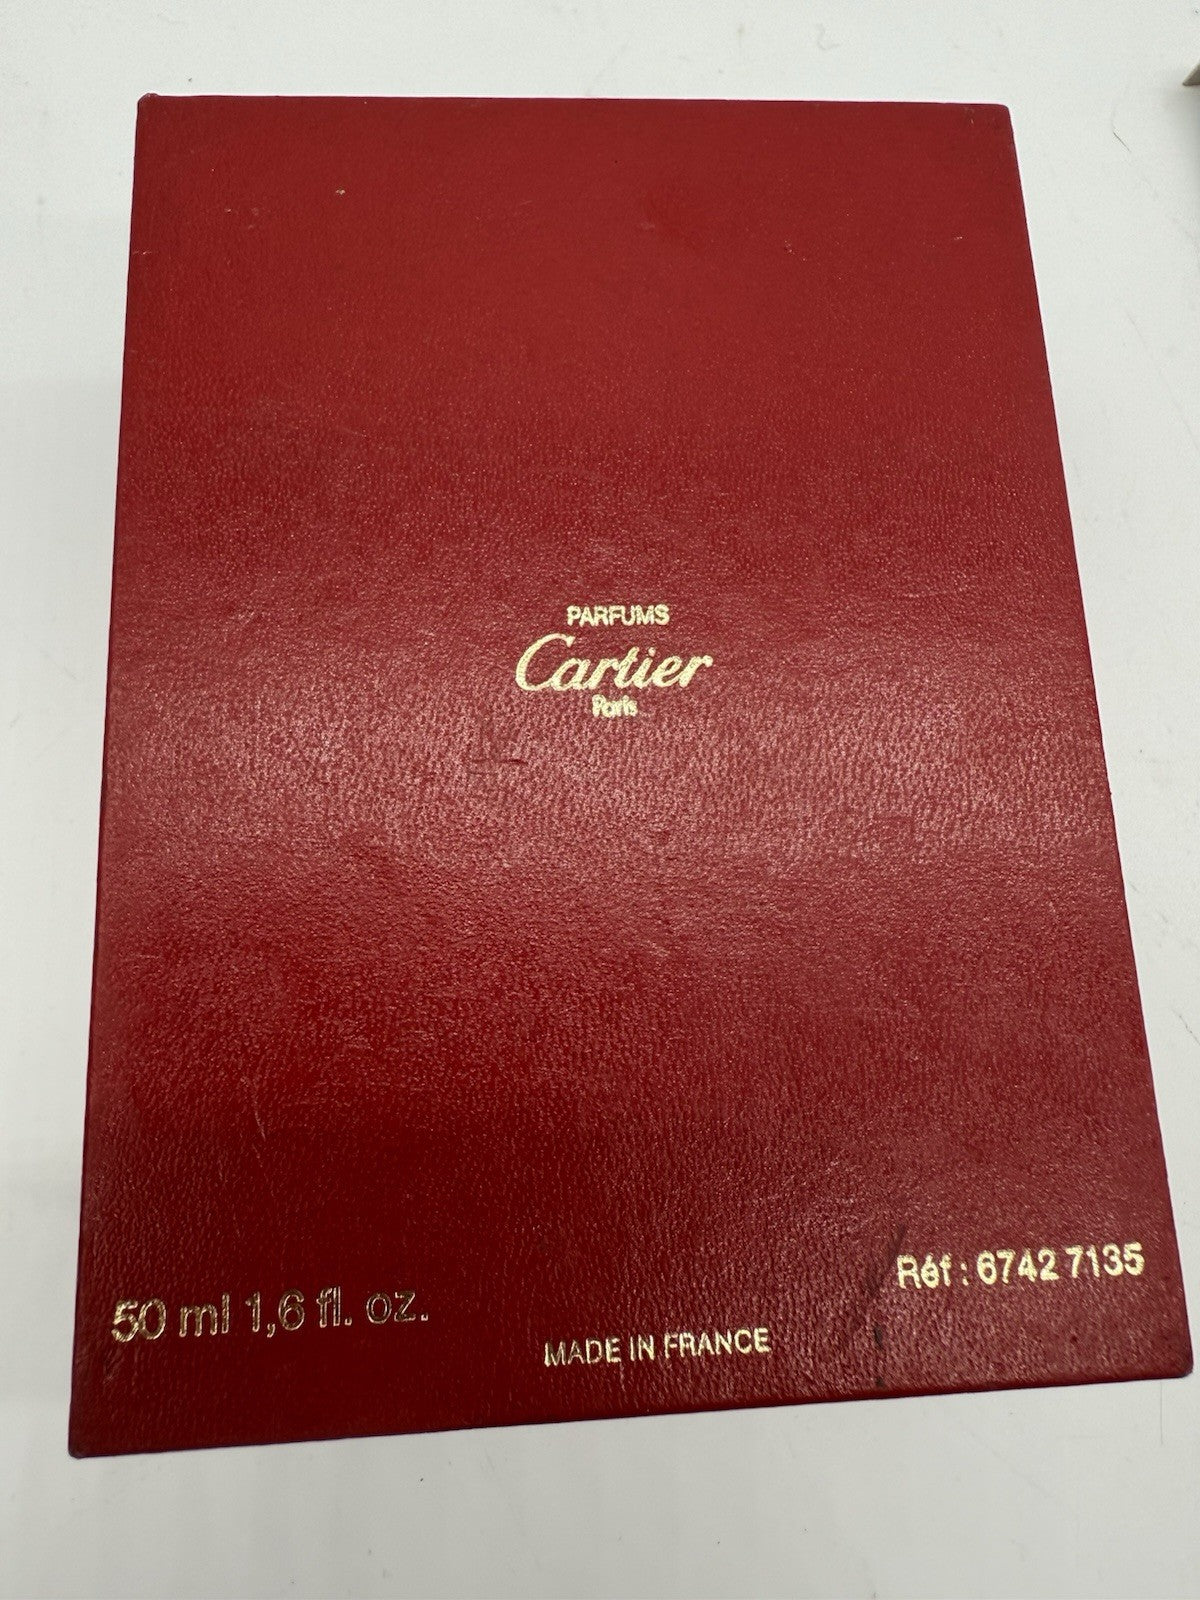 PARFUMS
Cartier
Paris
50 ml 1,6 fl. oz.
MADE IN FRANCE
Réf : 6742 7135